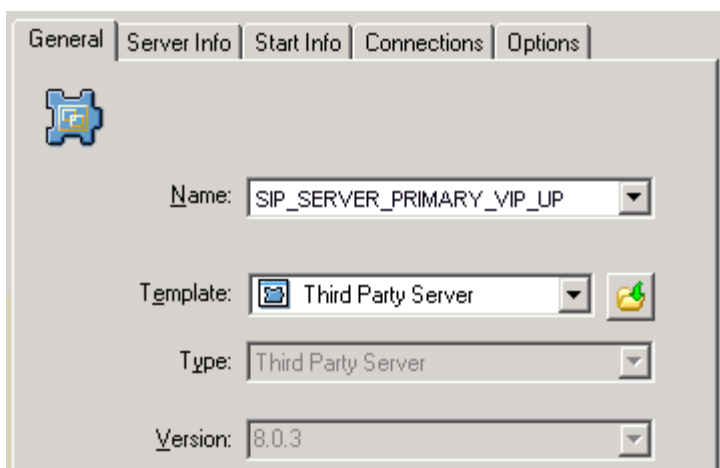 General Server Info Start Info Connections Options
Name: SIP_SERVER_PRIMARY_VIP_UP
Template: Third Party Server
Type: Third Party Server
Version: 8.0.3